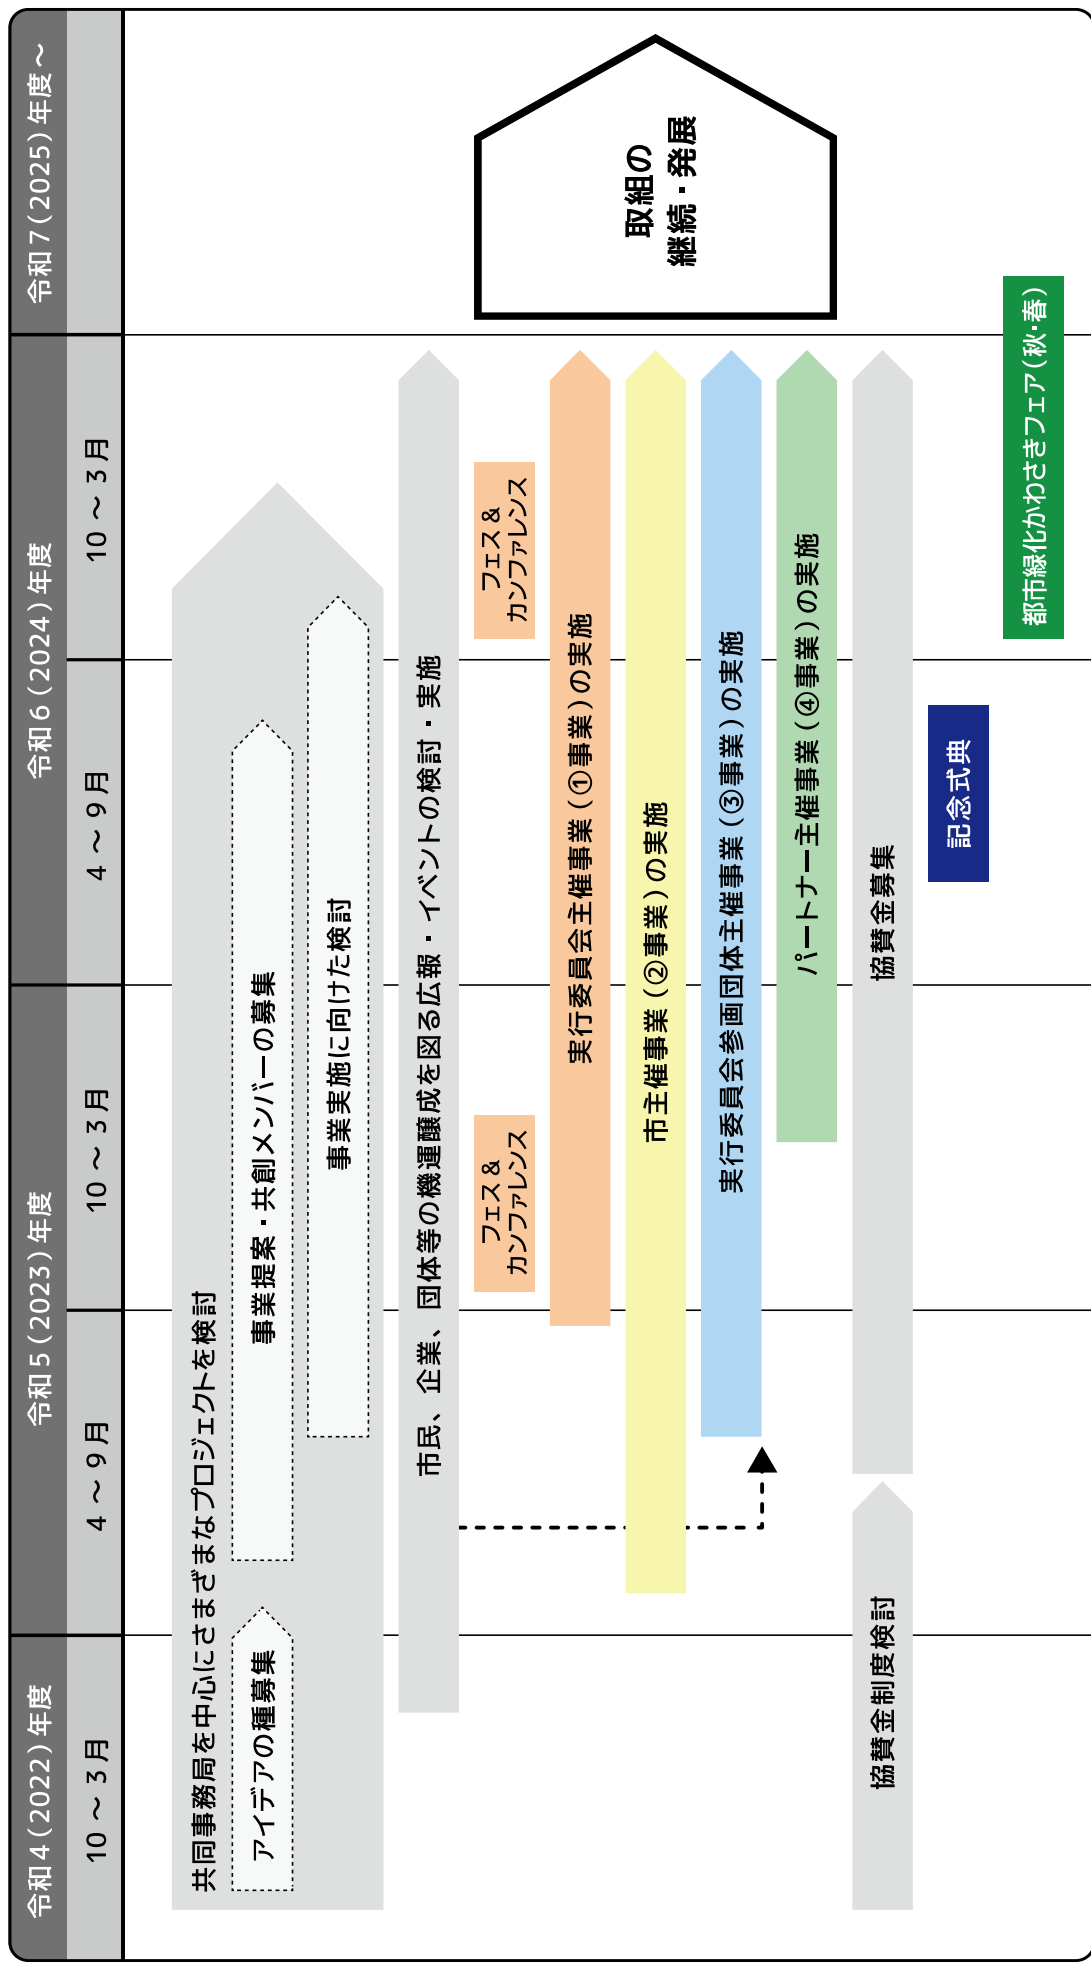 令和4（2022）年度
令和5（2023）年度
令和6（2024）年度
令和7（2025）年度〜
10〜3月
4〜9月
10〜3月
4〜9月
10〜3月
共同事務局を中心にさまざまなプロジェクトを検討
アイデアの種募集
事業提案・共創メンバーの募集
事業実施に向けた検討
市民、企業、団体等の機運醸成を図る広報・イベントの検討・実施
フェス&
カンファレンス
フェス&
カンファレンス
実行委員会主催事業（①事業）の実施
市主催事業（②事業）の実施
実行委員会参画団体主催事業（③事業）の実施
パートナー主催事業（④事業）の実施
協賛金制度検討
協賛金募集
記念式典
都市緑化かわさきフェア（秋・春）
取組の
継続・発展